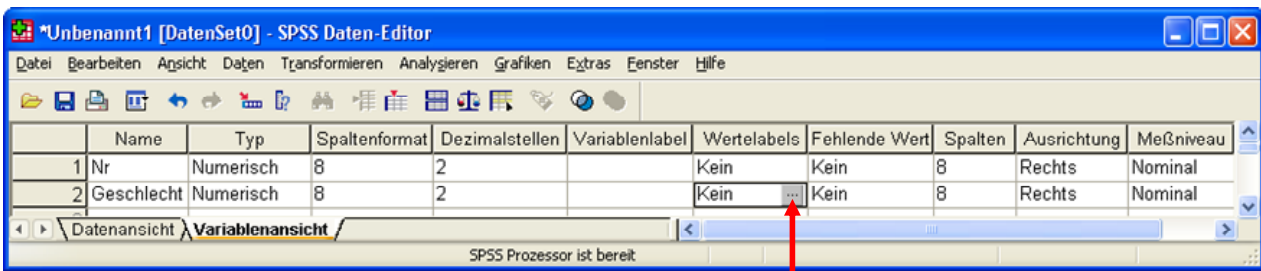 *Unbenannt1 [DatenSet0] - SPSS Daten-Editor
Datei Bearbeiten Ansicht Daten Transformieren Analysieren Grafiken Extras Fenster Hilfe
Name Typ Spaltenformat Dezimalstellen Variablenlabel Wertelabels Fehlende Wert Spalten Ausrichtung Meßniveau
1 Nr Numerisch 8 2 Kein Kein 8 Rechts Nominal
2 Geschlecht Numerisch 8 2 Kein ... Kein 8 Rechts Nominal
Datenansicht Variablenansicht
SPSS Prozessor ist bereit